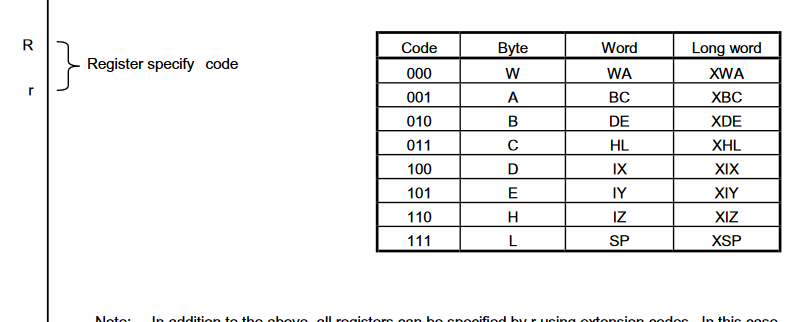 R
Register specify code
r
Code Byte Word Long word
000 W WA XWA
001 A BC XBC
010 B DE XDE
011 C HL XHL
100 D IX XIX
101 E IY XIY
110 H IZ XIZ
111 L SP XSP
Note: In addition to the above, all registers can be specified by r using extension codes. In this case